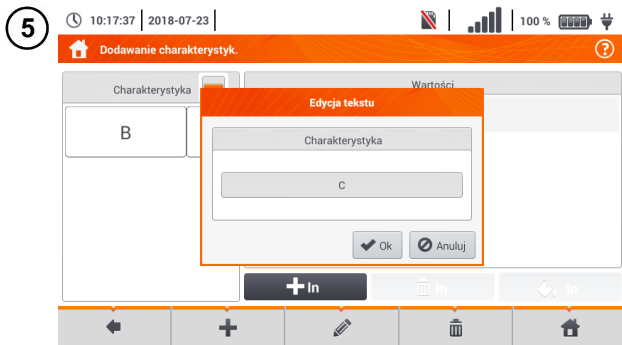 5
10:17:37 2018-07-23 100 %
Dodawanie charakterystyk. ?
Charakterystyka Wartości
Edycja tekstu
Charakterystyka
B
C
Ok Anuluj
In In In